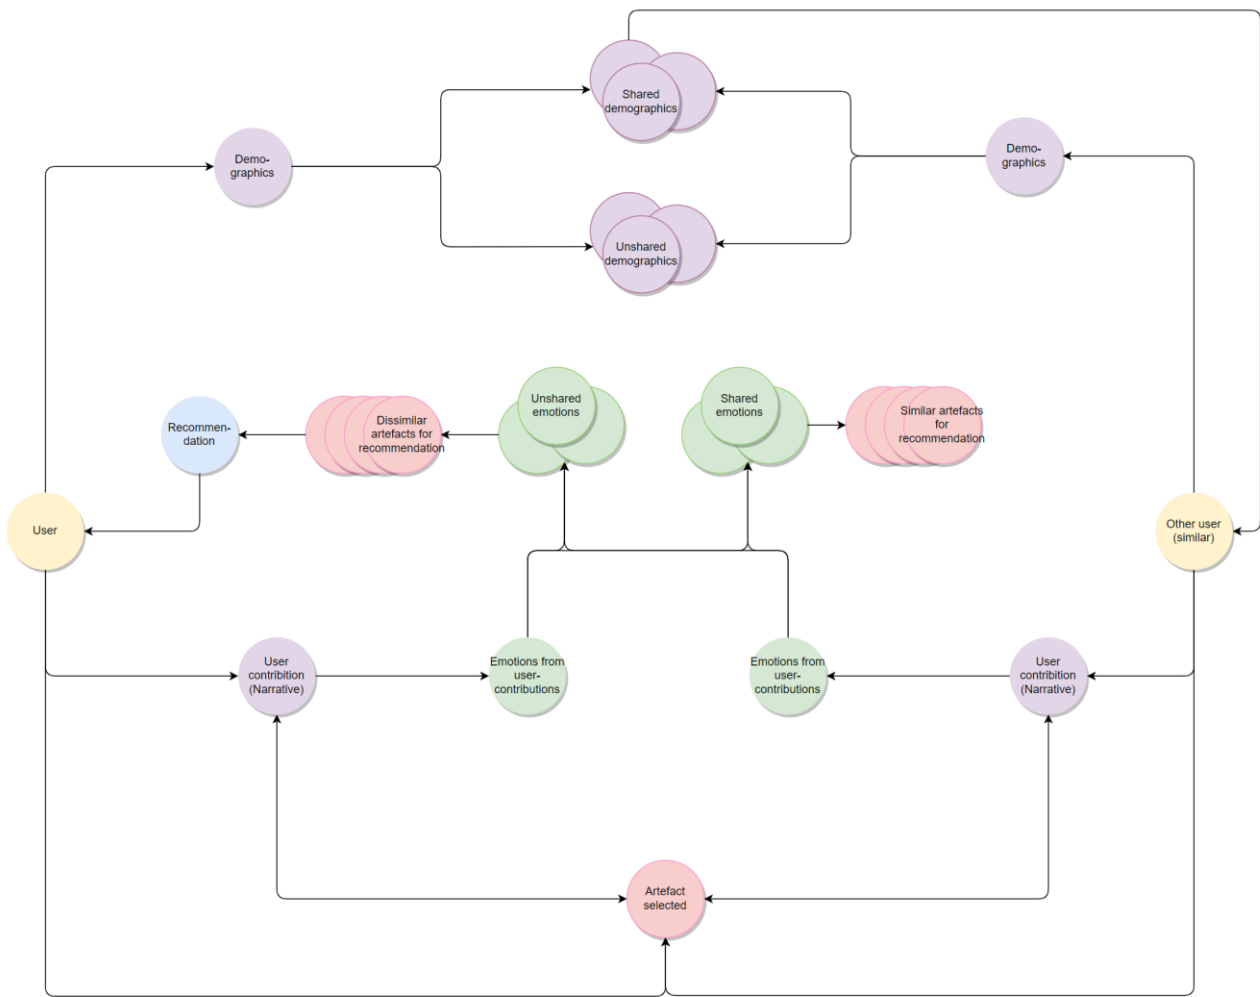 Shared
demographics
Demo-
graphics
Demo-
graphics
Unshared
demographics
Unshared
emotions
Shared
emotions
Recommen-
dation
Dissimilar
artefacts for
recommendation
Similar artefacts
for
recommendation
User
Other user
(similar)
User
contribition
(Narrative)
Emotions from
user-
contributions
Emotions from
user-
contributions
User
contribition
(Narrative)
Artefact
selected